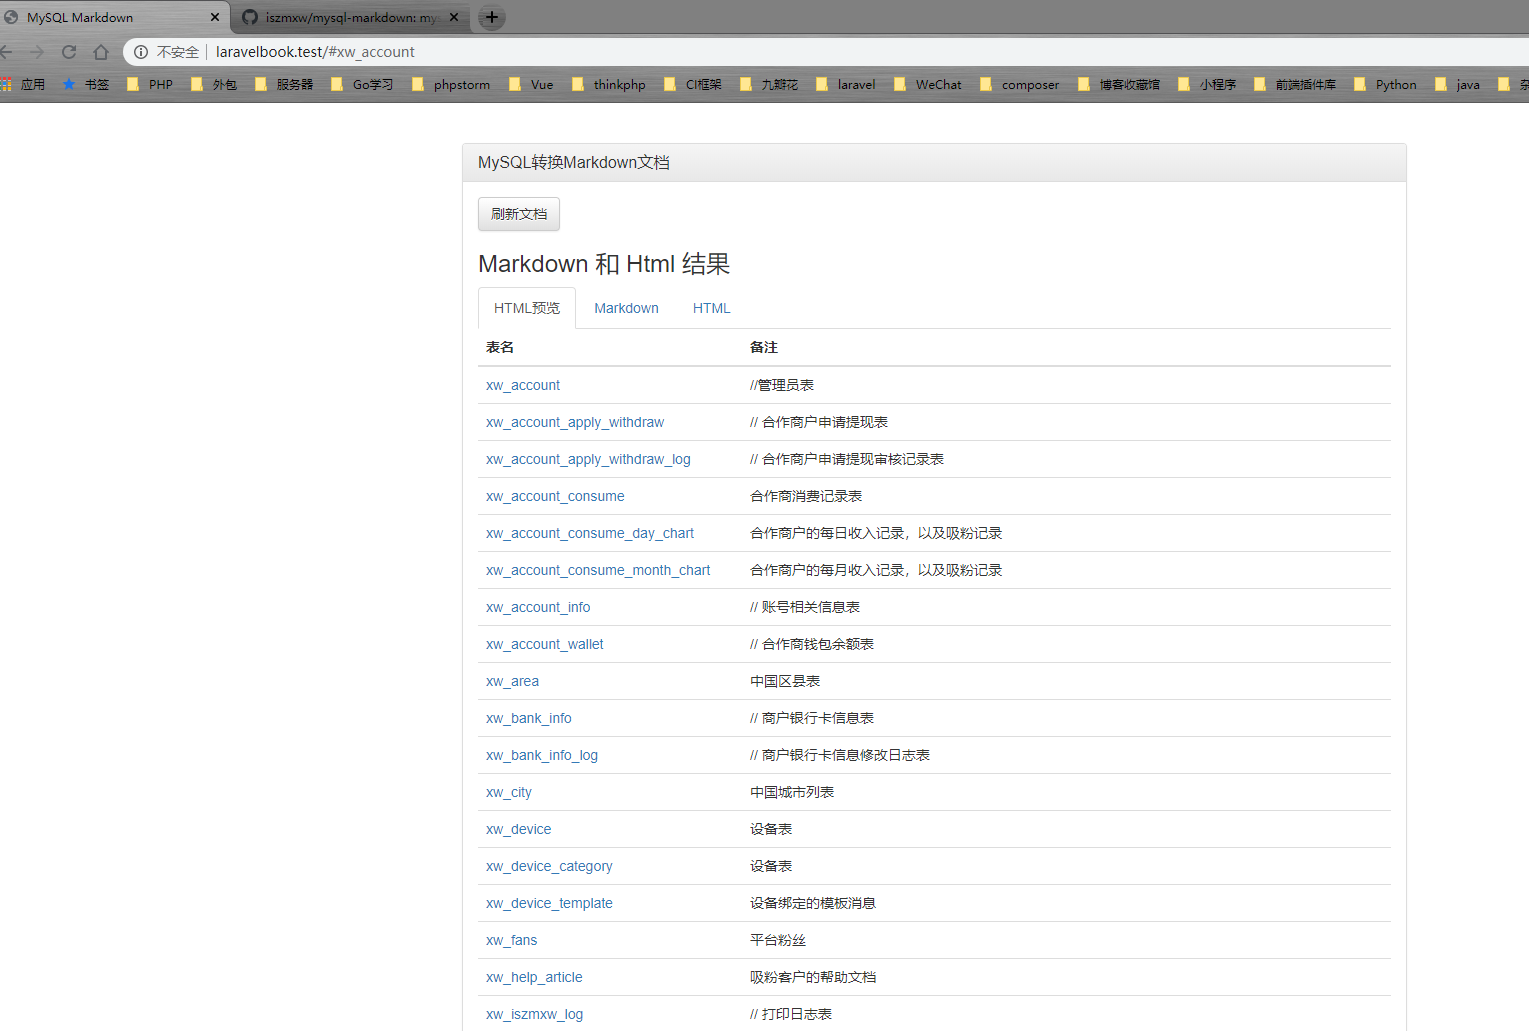 MySQL Markdown
iszmxw/mysql-markdown: my
不安全 laravelbook.test/#xw_account
应用 书签 PHP 外包 服务器 Go学习 phpstorm Vue thinkphp CI框架 九瓣花 laravel WeChat composer 博客收藏馆 小程序 前端插件库 Python java 杂
MySQL转换Markdown文档
刷新文档
Markdown 和 Html 结果
HTML预览 Markdown HTML
表名 备注
xw_account //管理员表
xw_account_apply_withdraw // 合作商户申请提现表
xw_account_apply_withdraw_log // 合作商户申请提现审核记录表
xw_account_consume 合作商消费记录表
xw_account_consume_day_chart 合作商户的每日收入记录，以及吸粉记录
xw_account_consume_month_chart 合作商户的每月收入记录，以及吸粉记录
xw_account_info // 账号相关信息表
xw_account_wallet // 合作商钱包余额表
xw_area 中国区县表
xw_bank_info // 商户银行卡信息表
xw_bank_info_log // 商户银行卡信息修改日志表
xw_city 中国城市列表
xw_device 设备表
xw_device_category 设备表
xw_device_template 设备绑定的模板消息
xw_fans 平台粉丝
xw_help_article 吸粉客户的帮助文档
xw_iszmxw_log // 打印日志表